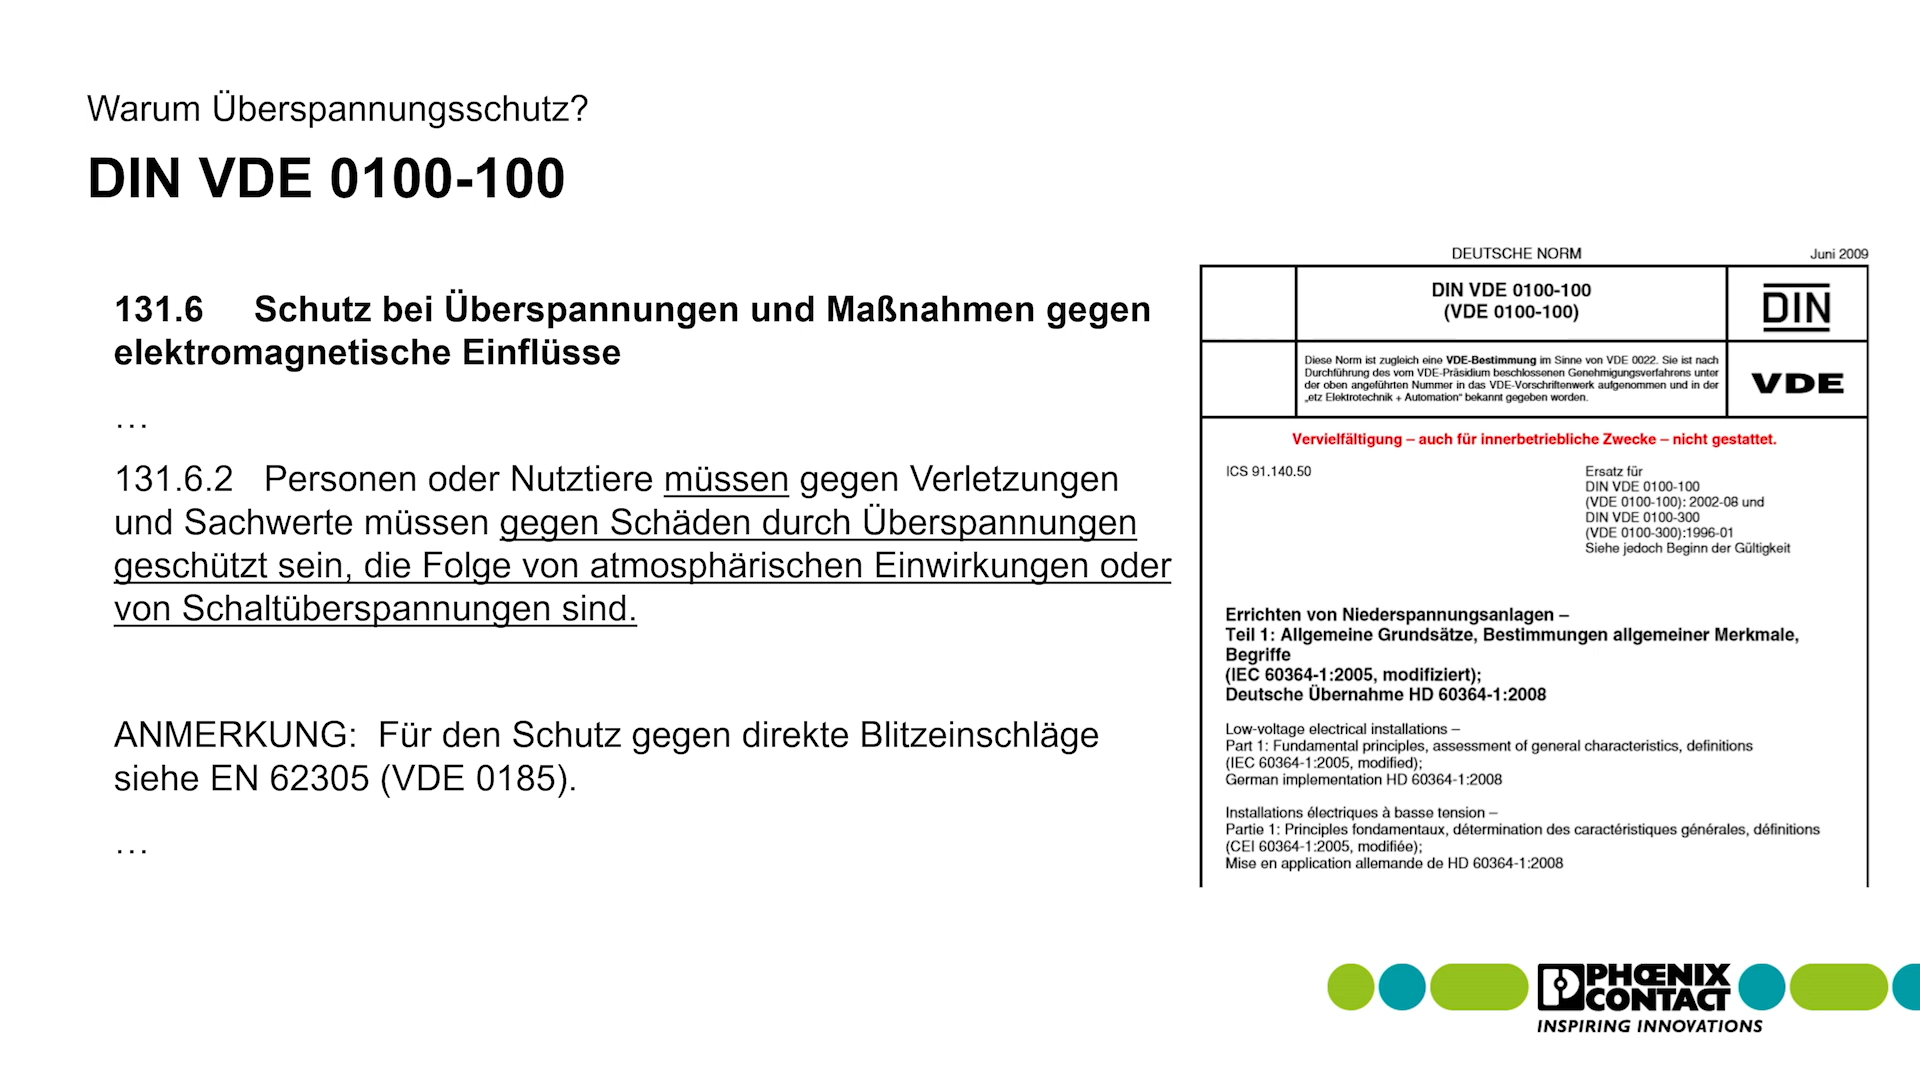 Warum Überspannungsschutz?
DIN VDE 0100-100
131.6 Schutz bei Überspannungen und Maßnahmen gegen
elektromagnetische Einflüsse
…
131.6.2 Personen oder Nutztiere müssen gegen Verletzungen
und Sachwerte müssen gegen Schäden durch Überspannungen
geschützt sein, die Folge von atmosphärischen Einwirkungen oder
von Schaltüberspannungen sind.
ANMERKUNG: Für den Schutz gegen direkte Blitzeinschläge
siehe EN 62305 (VDE 0185).
…
DEUTSCHE NORM
Juni 2009
DIN VDE 0100-100
(VDE 0100-100)
DIN
Diese Norm ist zugleich eine VDE-Bestimmung im Sinne von VDE 0022. Sie ist nach
Durchführung des vom VDE-Präsidium beschlossenen Genehmigungsverfahrens unter
der oben angeführten Nummer in das VDE-Vorschriftenwerk aufgenommen und in der
„etz Elektrotechnik + Automation“ bekannt gegeben worden.
VDE
Vervielfältigung – auch für innerbetriebliche Zwecke – nicht gestattet.
ICS 91.140.50
Ersatz für
DIN VDE 0100-100
(VDE 0100-100): 2002-08 und
DIN VDE 0100-300
(VDE 0100-300):1996-01
Siehe jedoch Beginn der Gültigkeit
Errichten von Niederspannungsanlagen –
Teil 1: Allgemeine Grundsätze, Bestimmungen allgemeiner Merkmale,
Begriffe
(IEC 60364-1:2005, modifiziert);
Deutsche Übernahme HD 60364-1:2008
Low-voltage electrical installations –
Part 1: Fundamental principles, assessment of general characteristics, definitions
(IEC 60364-1:2005, modified);
German implementation HD 60364-1:2008
Installations électriques à basse tension –
Partie 1: Principles fondamentaux, détermination des caractéristiques générales, définitions
(CEI 60364-1:2005, modifiée);
Mise en application allemande de HD 60364-1:2008
PHŒNIX
CONTACT
INSPIRING INNOVATIONS